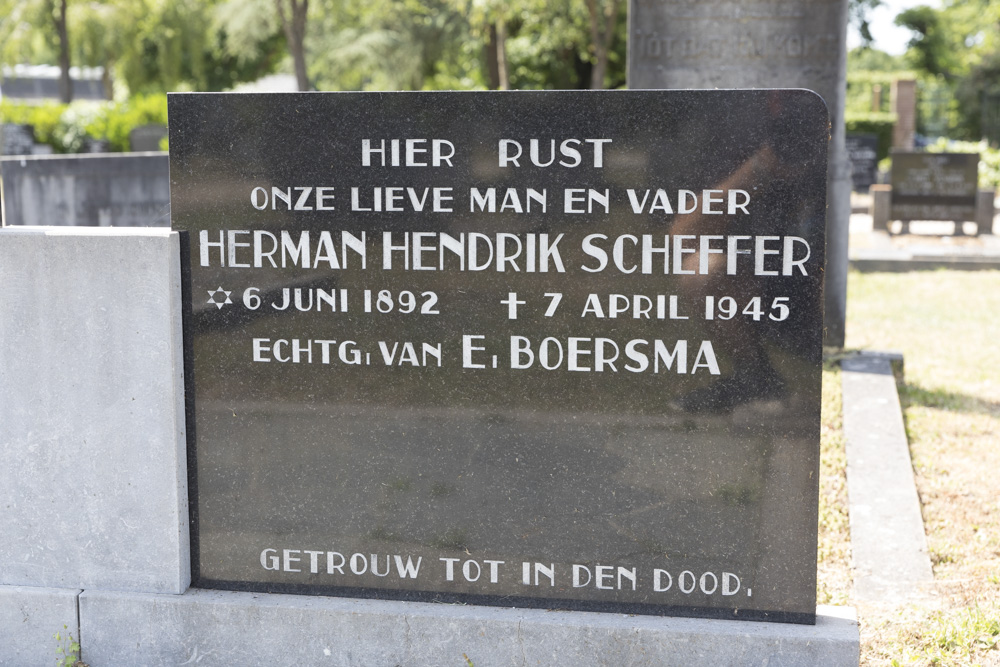 HIER RUST
ONZE LIEVE MAN EN VADER
HERMAN HENDRIK SCHEFFER
✡ 6 JUNI 1892 † 7 APRIL 1945
ECHTG. VAN E. BOERSMA
GETROUW TOT IN DEN DOOD.